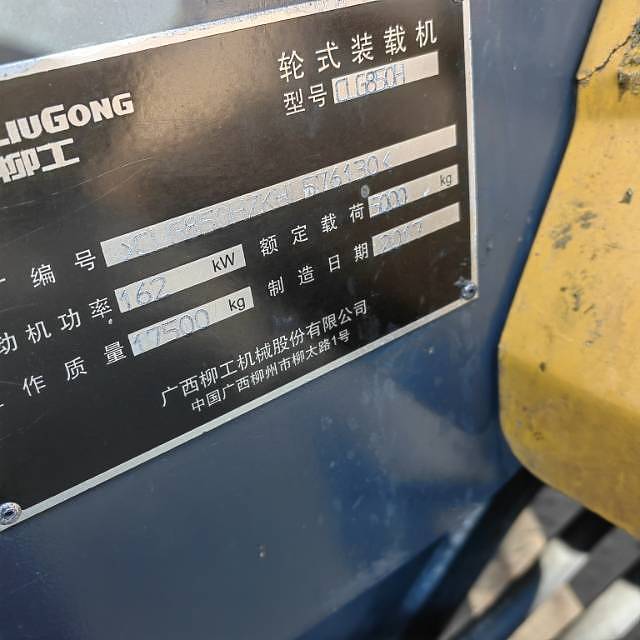 LIUGONG
柳工
轮式装载机
型号 CLG850H
编号
动机功率 162 kW 额定载荷 5000 kg
作质量 17500 kg 制造日期
广西柳工机械股份有限公司
中国广西柳州市柳太路1号